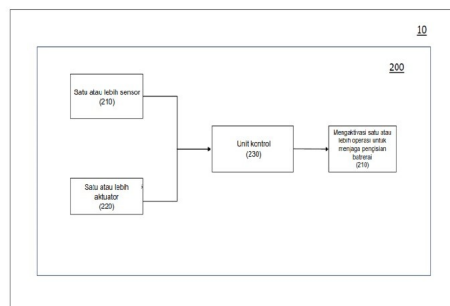 10
200
Satu atau lebih sensor
(210)
Satu atau lebih
aktuator
(220)
Unit kontrol
(230)
Mengaktivasi satu atau
lebih operasi untuk
menjaga pengisian
baterai
(210)